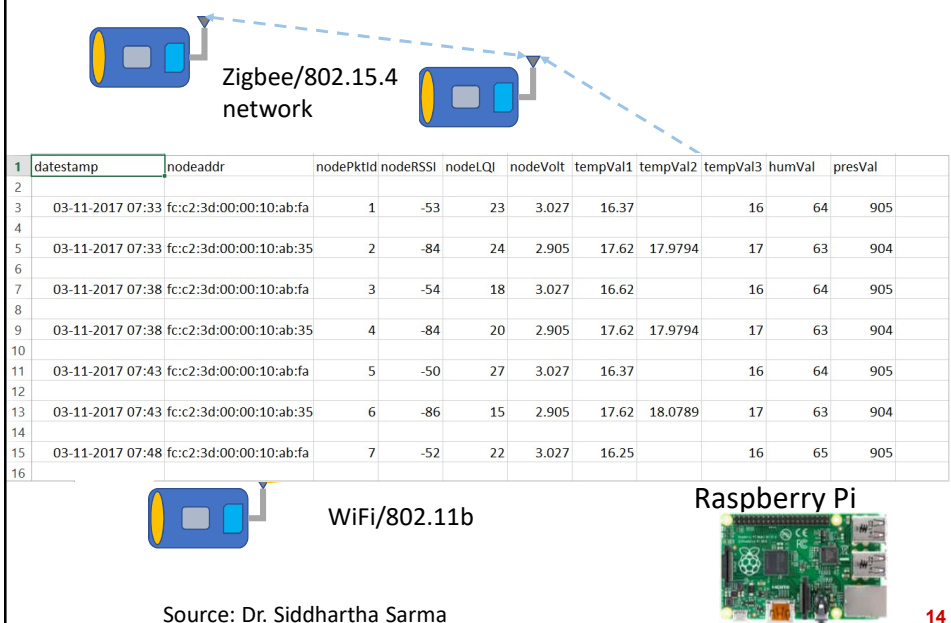 Zigbee/802.15.4
network
1 datestamp nodeaddr nodePktId nodeRSSI nodeLQI nodeVolt tempVal1 tempVal2 tempVal3 humVal presVal
2
3 03-11-2017 07:33 fc:c2:3d:00:00:10:ab:fa 1 -53 23 3.027 16.37 16 64 905
4
5 03-11-2017 07:33 fc:c2:3d:00:00:10:ab:35 2 -84 24 2.905 17.62 17.9794 17 63 904
6
7 03-11-2017 07:38 fc:c2:3d:00:00:10:ab:fa 3 -54 18 3.027 16.62 16 64 905
8
9 03-11-2017 07:38 fc:c2:3d:00:00:10:ab:35 4 -84 20 2.905 17.62 17.9794 17 63 904
10
11 03-11-2017 07:43 fc:c2:3d:00:00:10:ab:fa 5 -50 27 3.027 16.37 16 64 905
12
13 03-11-2017 07:43 fc:c2:3d:00:00:10:ab:35 6 -86 15 2.905 17.62 18.0789 17 63 904
14
15 03-11-2017 07:48 fc:c2:3d:00:00:10:ab:fa 7 -52 22 3.027 16.25 16 65 905
16
WiFi/802.11b
Raspberry Pi
Source: Dr. Siddhartha Sarma
14